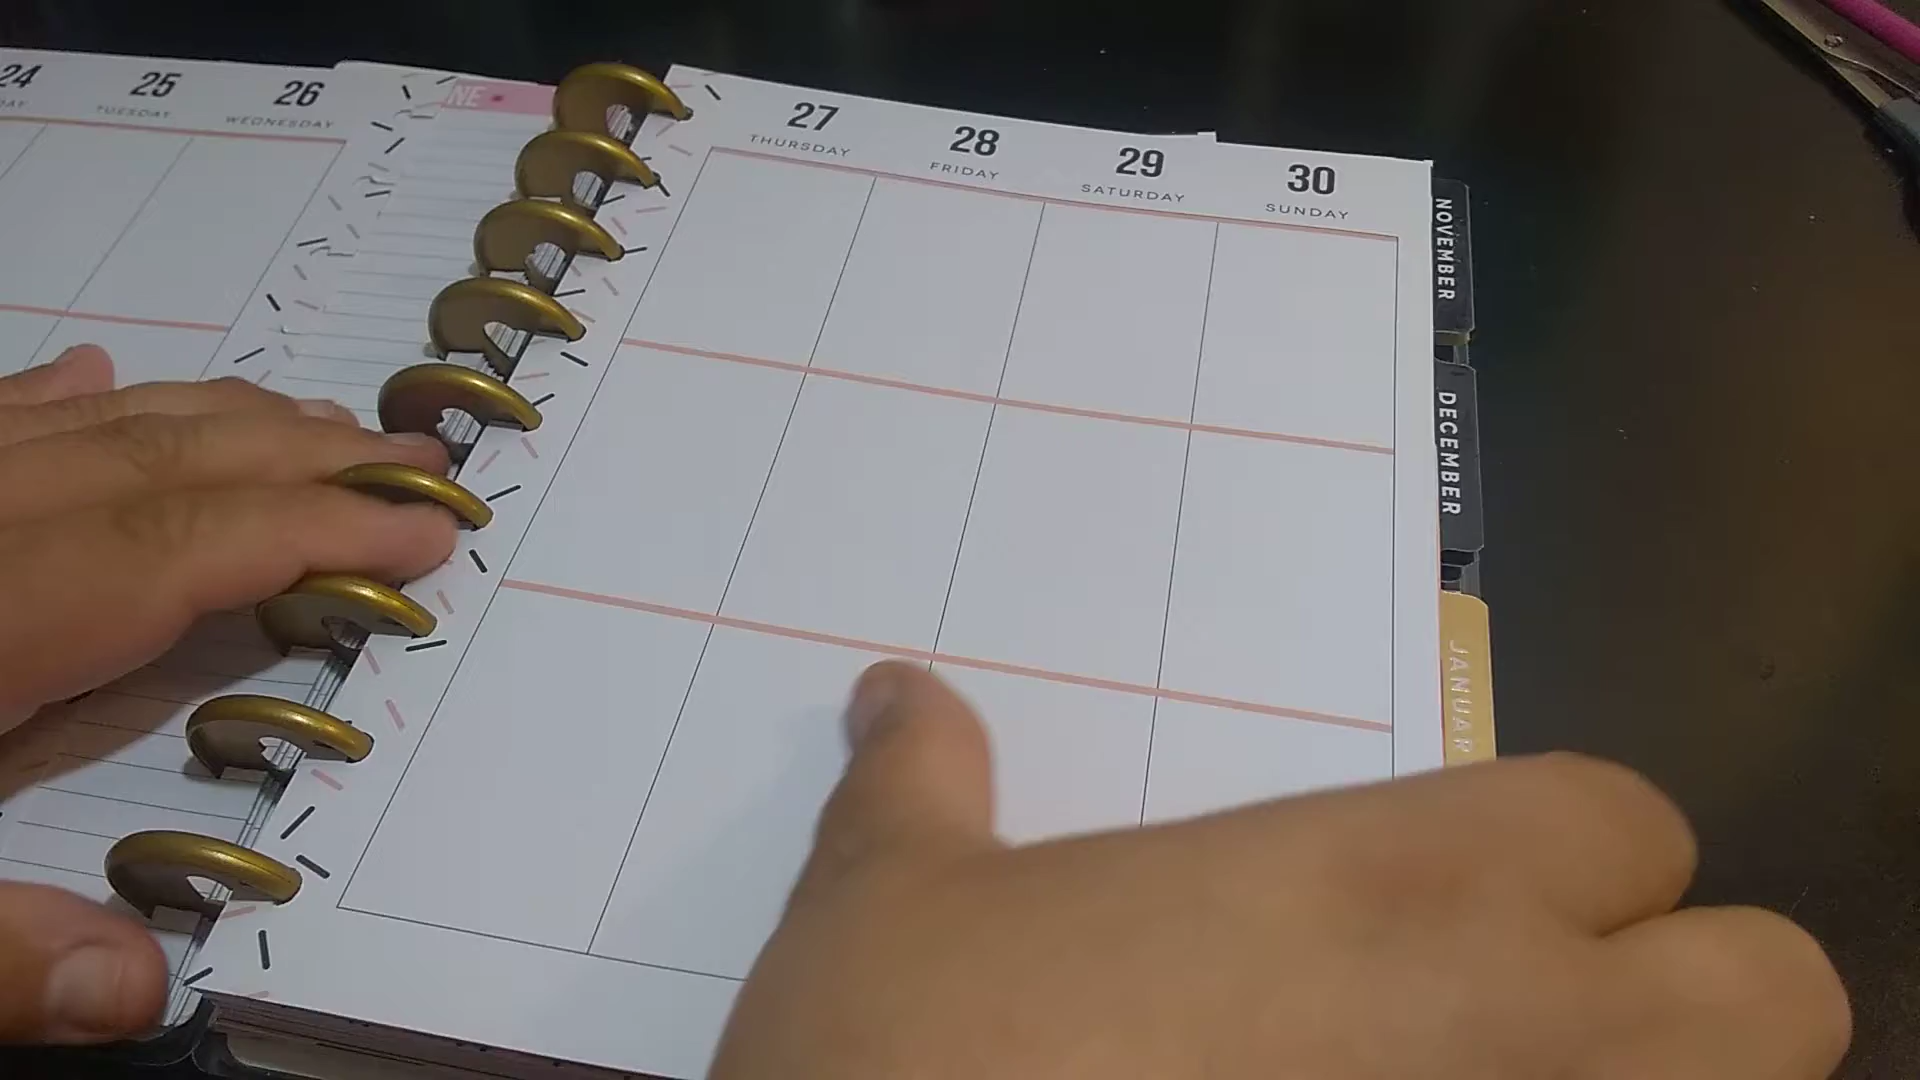 24 25 26
TUESDAY WEDNESDAY
NE
27 28 29 30
THURSDAY FRIDAY SATURDAY SUNDAY
NOVEMBER
DECEMBER
JANUAR